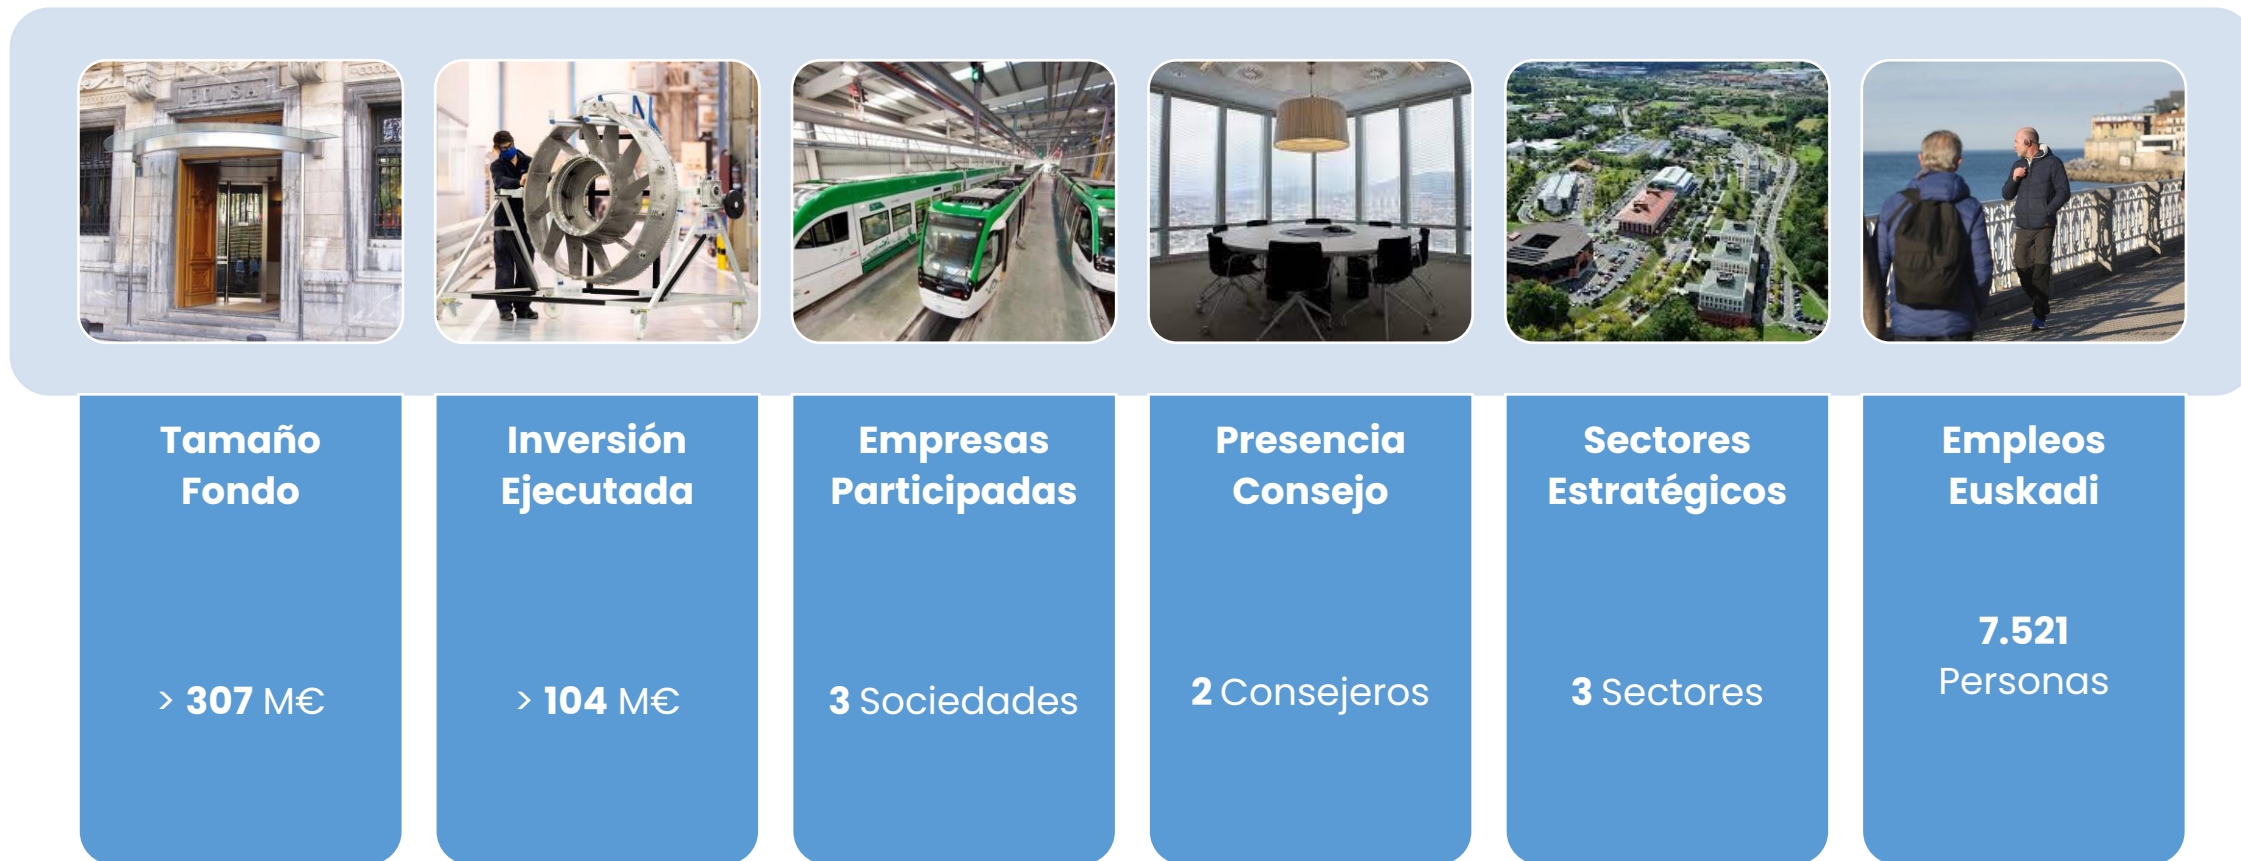 BOLSA
Tamaño
Fondo
> 307 M€
Inversión
Ejecutada
> 104 M€
Empresas
Participadas
3 Sociedades
Presencia
Consejo
2 Consejeros
Sectores
Estratégicos
3 Sectores
Empleos
Euskadi
7.521
Personas